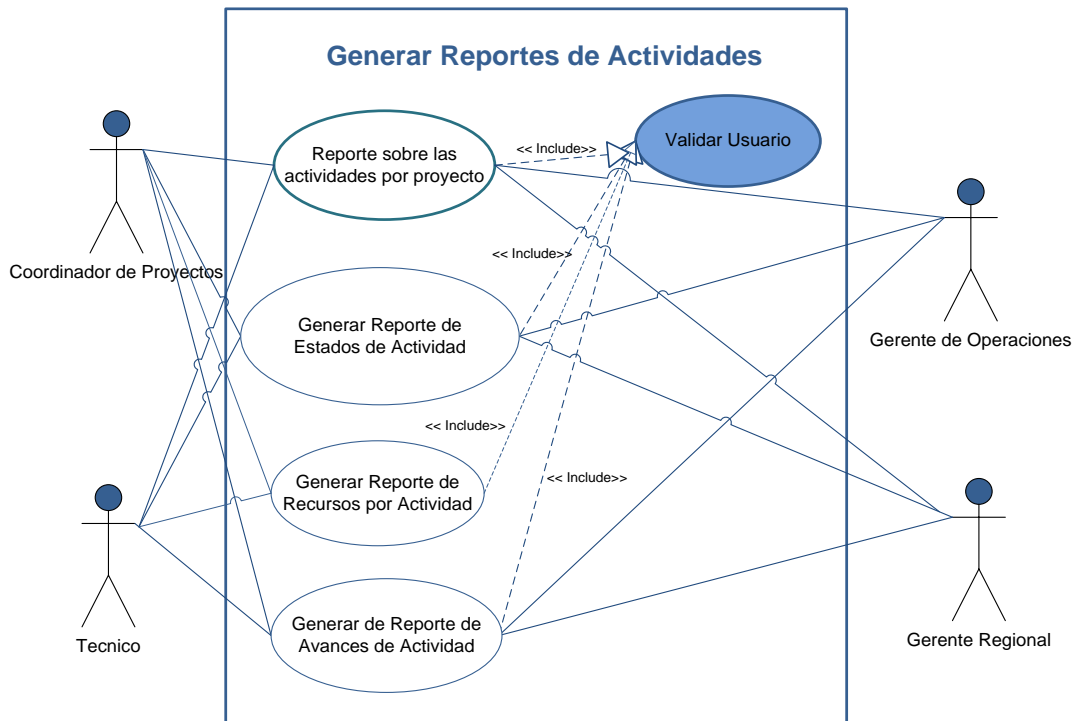 Generar Reportes de Actividades
Validar Usuario
<< Include>>
Reporte sobre las
actividades por proyecto
Coordinador de Proyectos
<< Include>>
Generar Reporte de
Estados de Actividad
Gerente de Operaciones
<< Include>>
Generar Reporte de
Recursos por Actividad
<< Include>>
Generar de Reporte de
Avances de Actividad
Tecnico
Gerente Regional